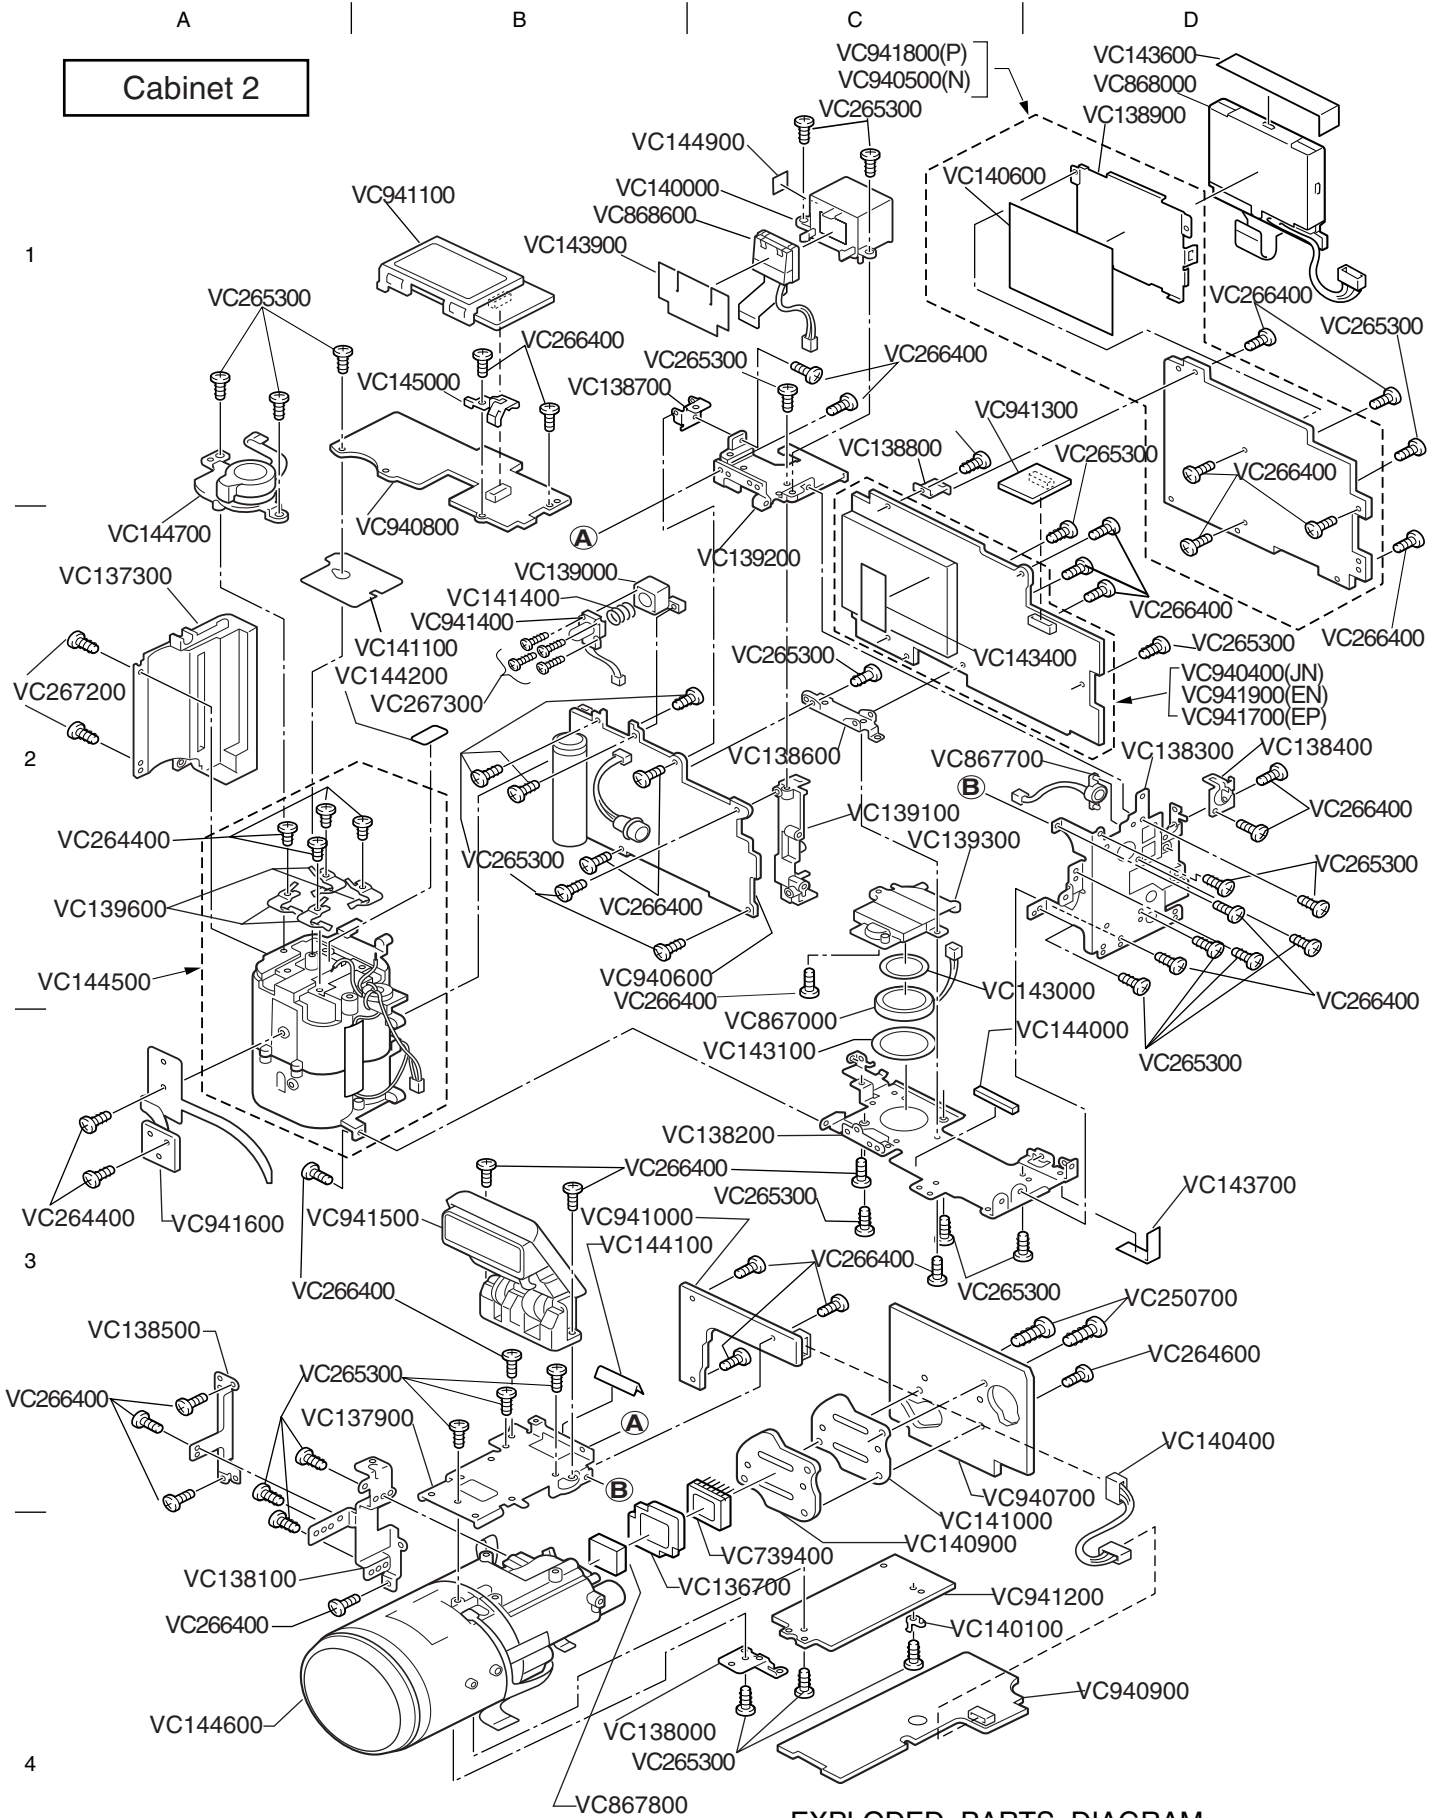 A B C D
Cabinet 2
VC941800(P)
VC940500(N)
VC265300
VC143600
VC868000
VC138900
VC144900
VC140000
VC868600
VC143900
VC140600
VC941100
1
VC265300
VC266400
VC265300
VC266400
VC265300
VC266400
VC145000
VC138700
VC941300
VC138800
VC265300
VC266400
VC144700
VC940800
A
VC139200
VC137300
VC139000
VC141400
VC941400
VC266400
VC266400
VC141100
VC144200
VC267300
VC265300
VC143400
VC265300
VC267200
VC940400(JN)
VC941900(EN)
VC941700(EP)
2
VC138600
VC867700
VC138300
VC138400
B
VC266400
VC139100
VC264400
VC139300
VC265300
VC265300
VC139600
VC266400
VC144500
VC940600
VC266400
VC143000
VC266400
VC867000
VC144000
VC143100
VC265300
VC138200
VC266400
VC265300
VC143700
VC264400
VC941600
VC941500
VC941000
VC144100
3
VC266400
VC266400
VC265300
VC250700
VC138500
VC264600
VC266400
VC265300
VC137900
A
VC140400
B
VC940700
VC141000
VC140900
VC739400
VC138100
VC136700
VC941200
VC266400
VC140100
VC940900
VC144600
VC138000
VC265300
4
VC867800
EXPLODED PARTS DIAGRAM